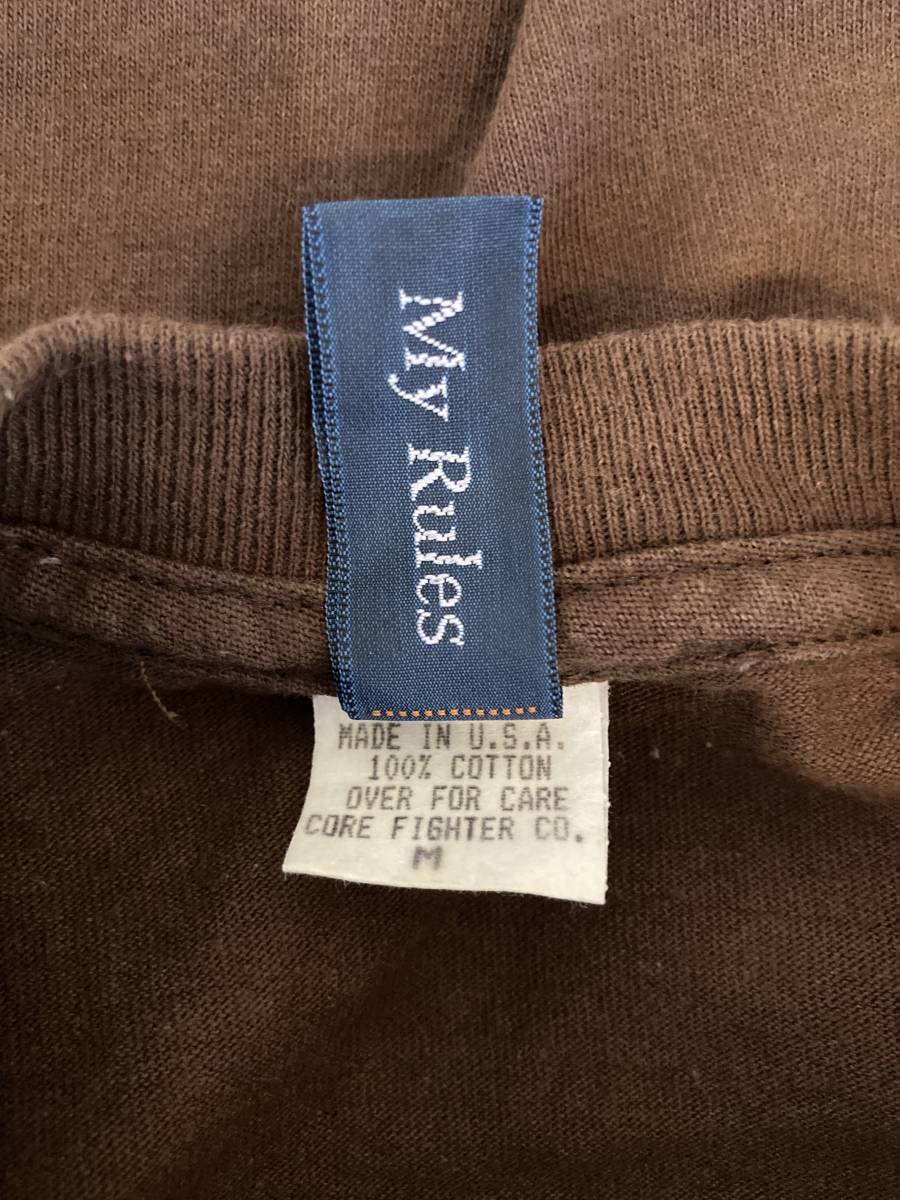 My Rules
MADE IN U.S.A.
100% COTTON
OVER FOR CARE
CORE FIGHTER CO.
M